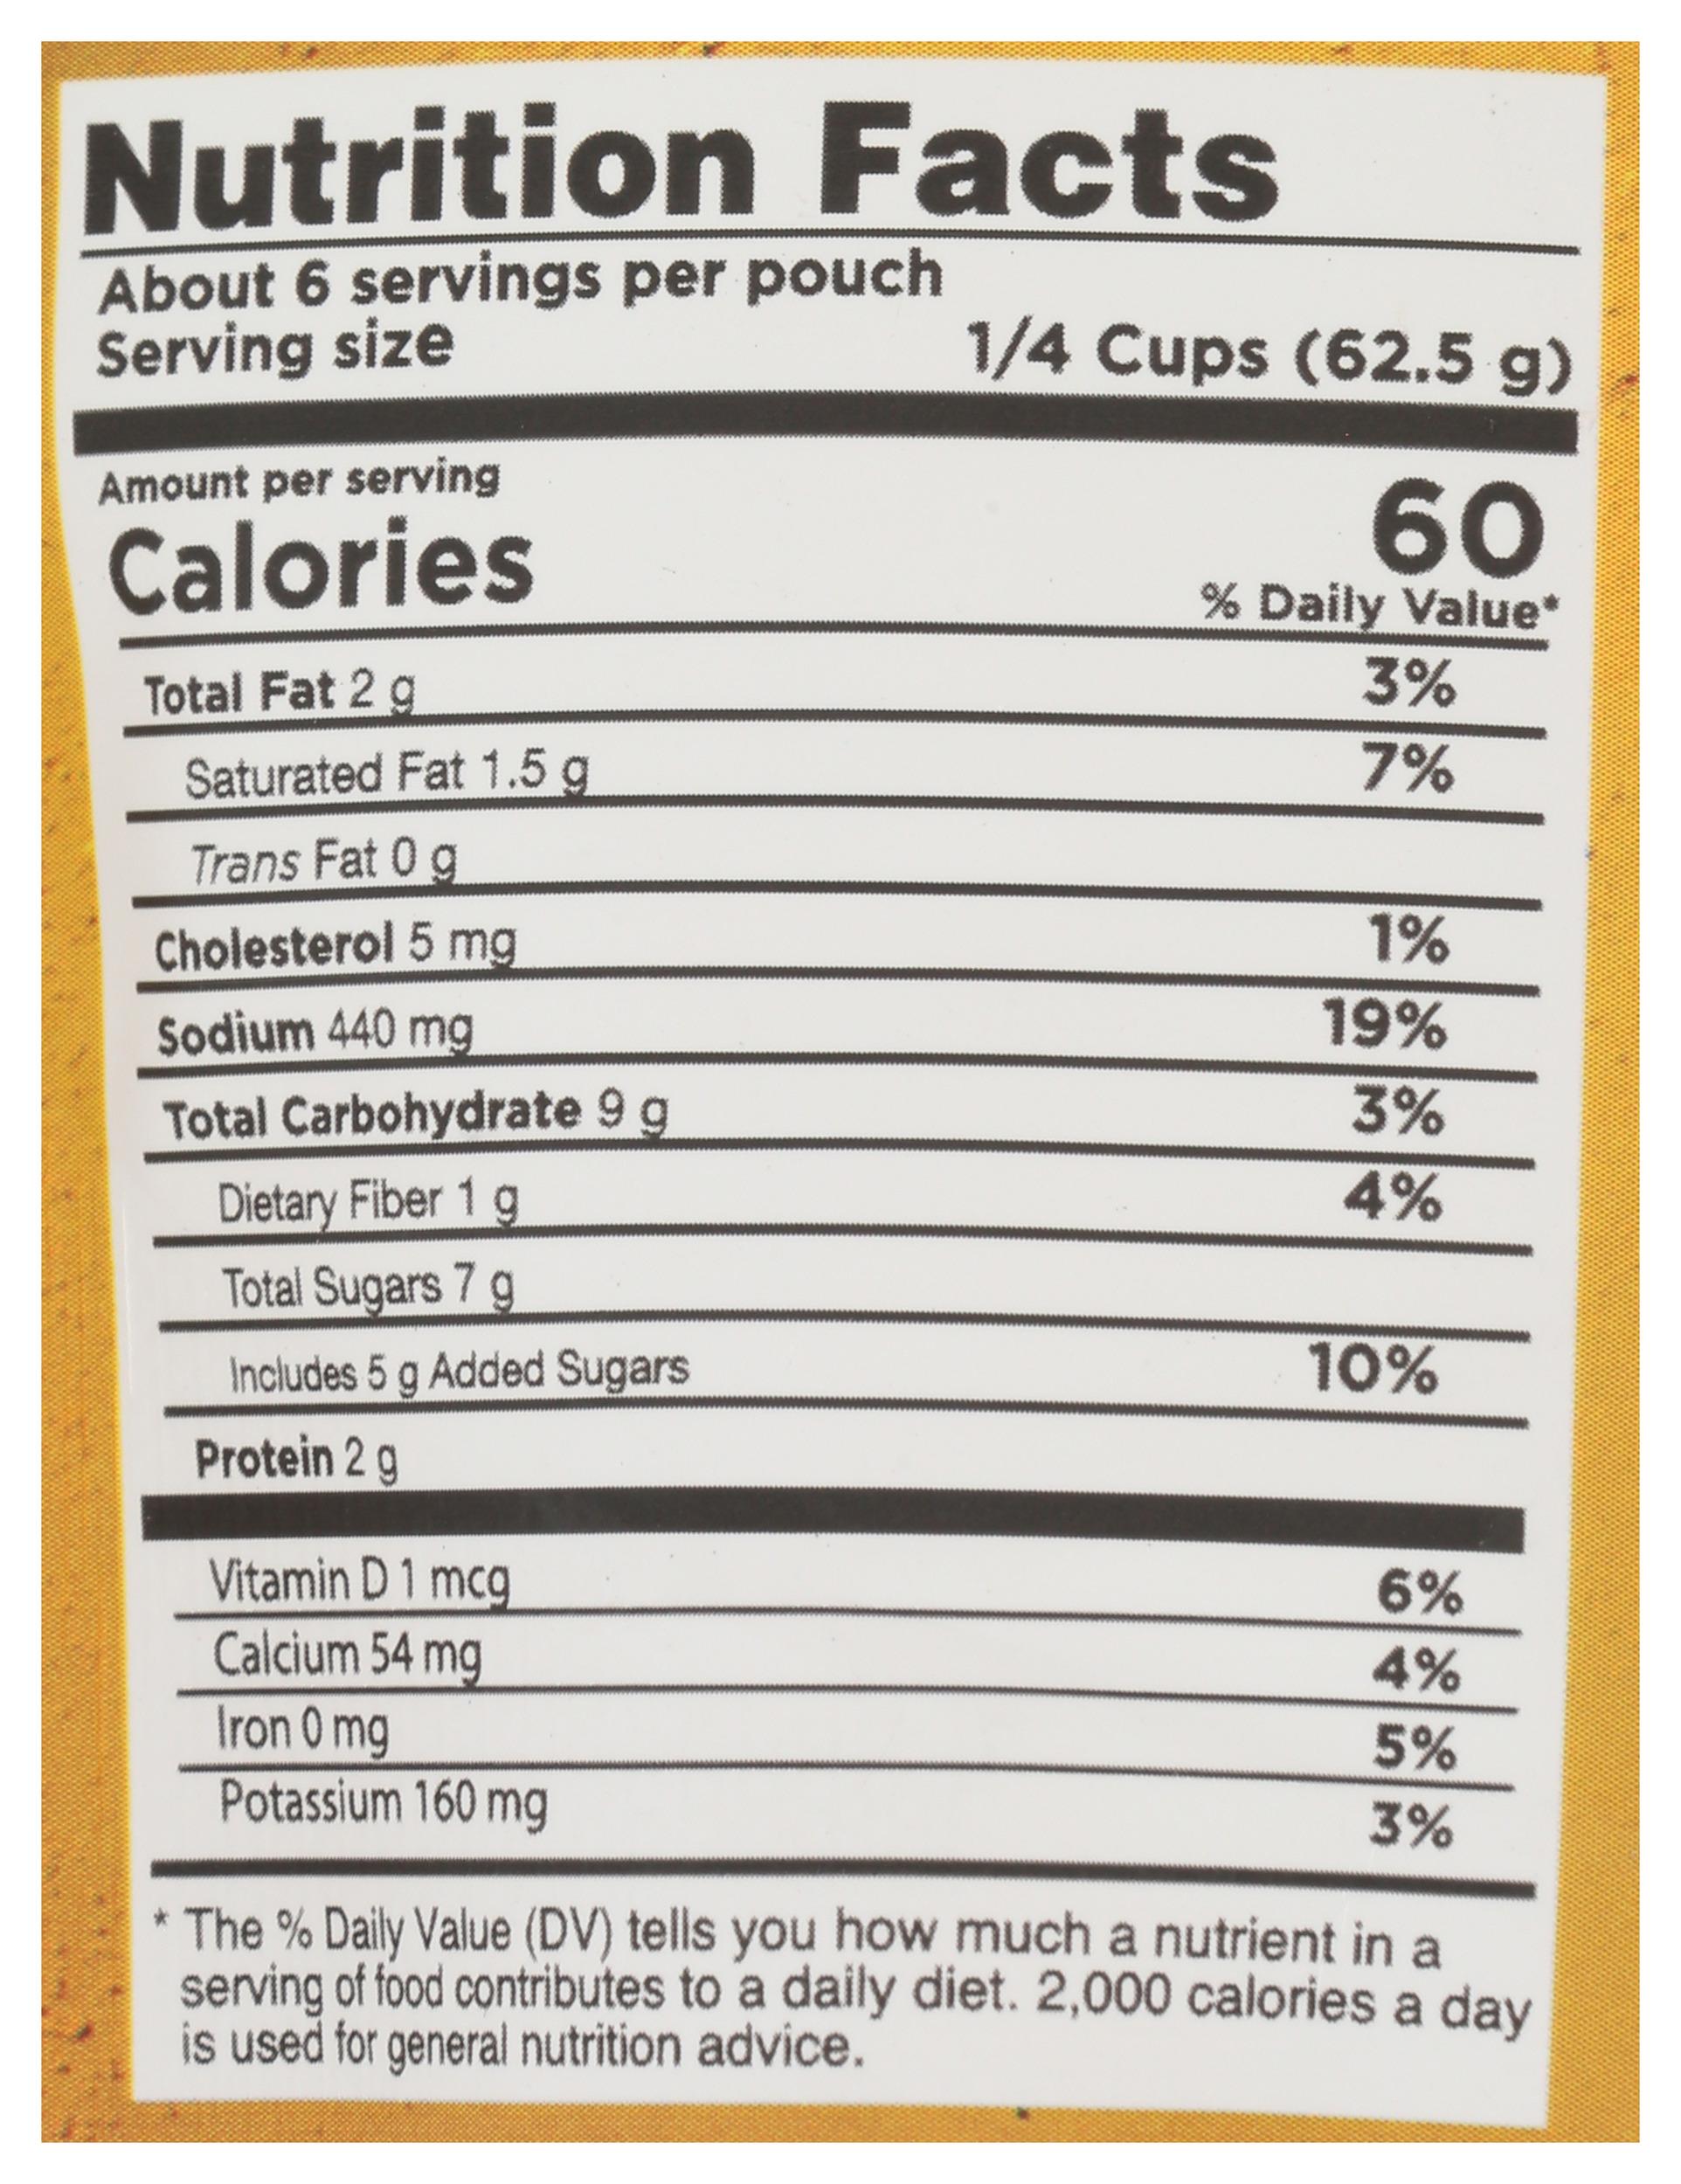 Nutrition Facts
About 6 servings per pouch
Serving size 1/4 Cups (62.5 g)
Amount per serving
Calories 60
% Daily Value*
Total Fat 2 g 3%
Saturated Fat 1.5 g 7%
Trans Fat 0 g
Cholesterol 5 mg 1%
Sodium 440 mg 19%
Total Carbohydrate 9 g 3%
Dietary Fiber 1 g 4%
Total Sugars 7 g
Includes 5 g Added Sugars 10%
Protein 2 g
Vitamin D 1 mcg 6%
Calcium 54 mg 4%
Iron 0 mg 5%
Potassium 160 mg 3%
* The % Daily Value (DV) tells you how much a nutrient in a
serving of food contributes to a daily diet. 2,000 calories a day
is used for general nutrition advice.